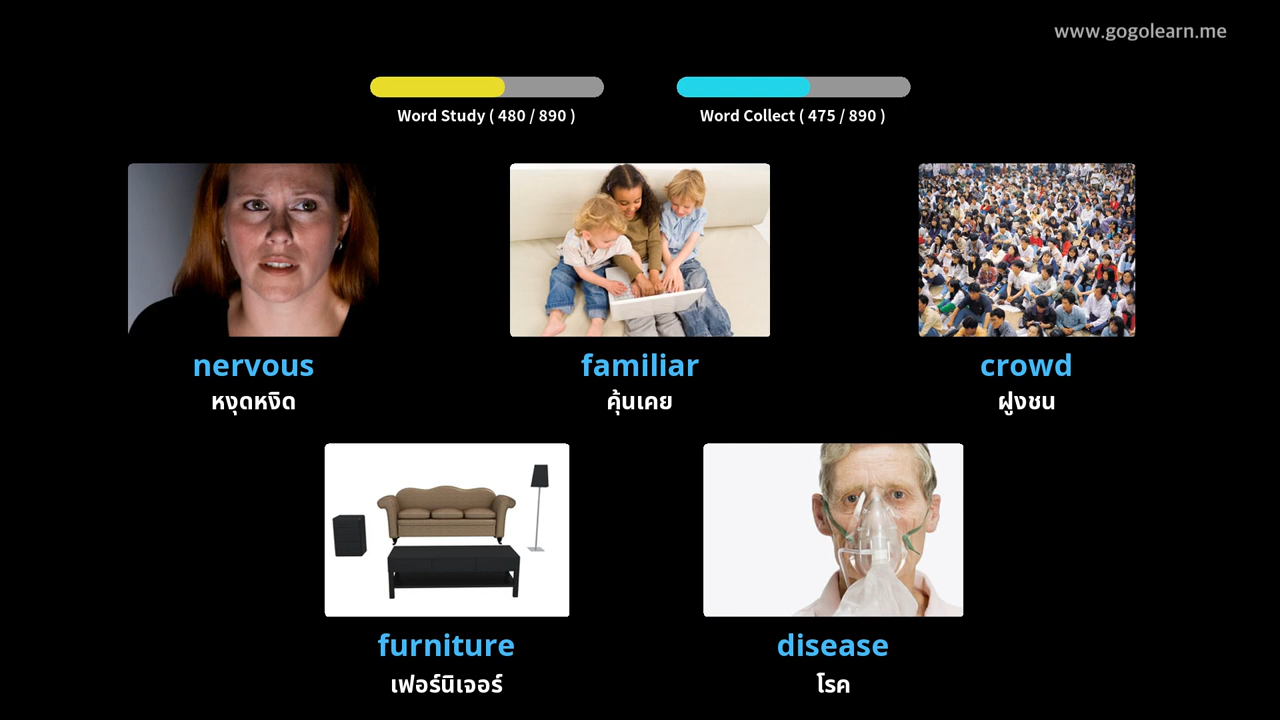 www.gogolearn.me
Word Study ( 480 / 890 )
Word Collect ( 475 / 890 )
nervous
หงุดหงิด
familiar
คุ้นเคย
crowd
ฝูงชน
furniture
เฟอร์นิเจอร์
disease
โรค